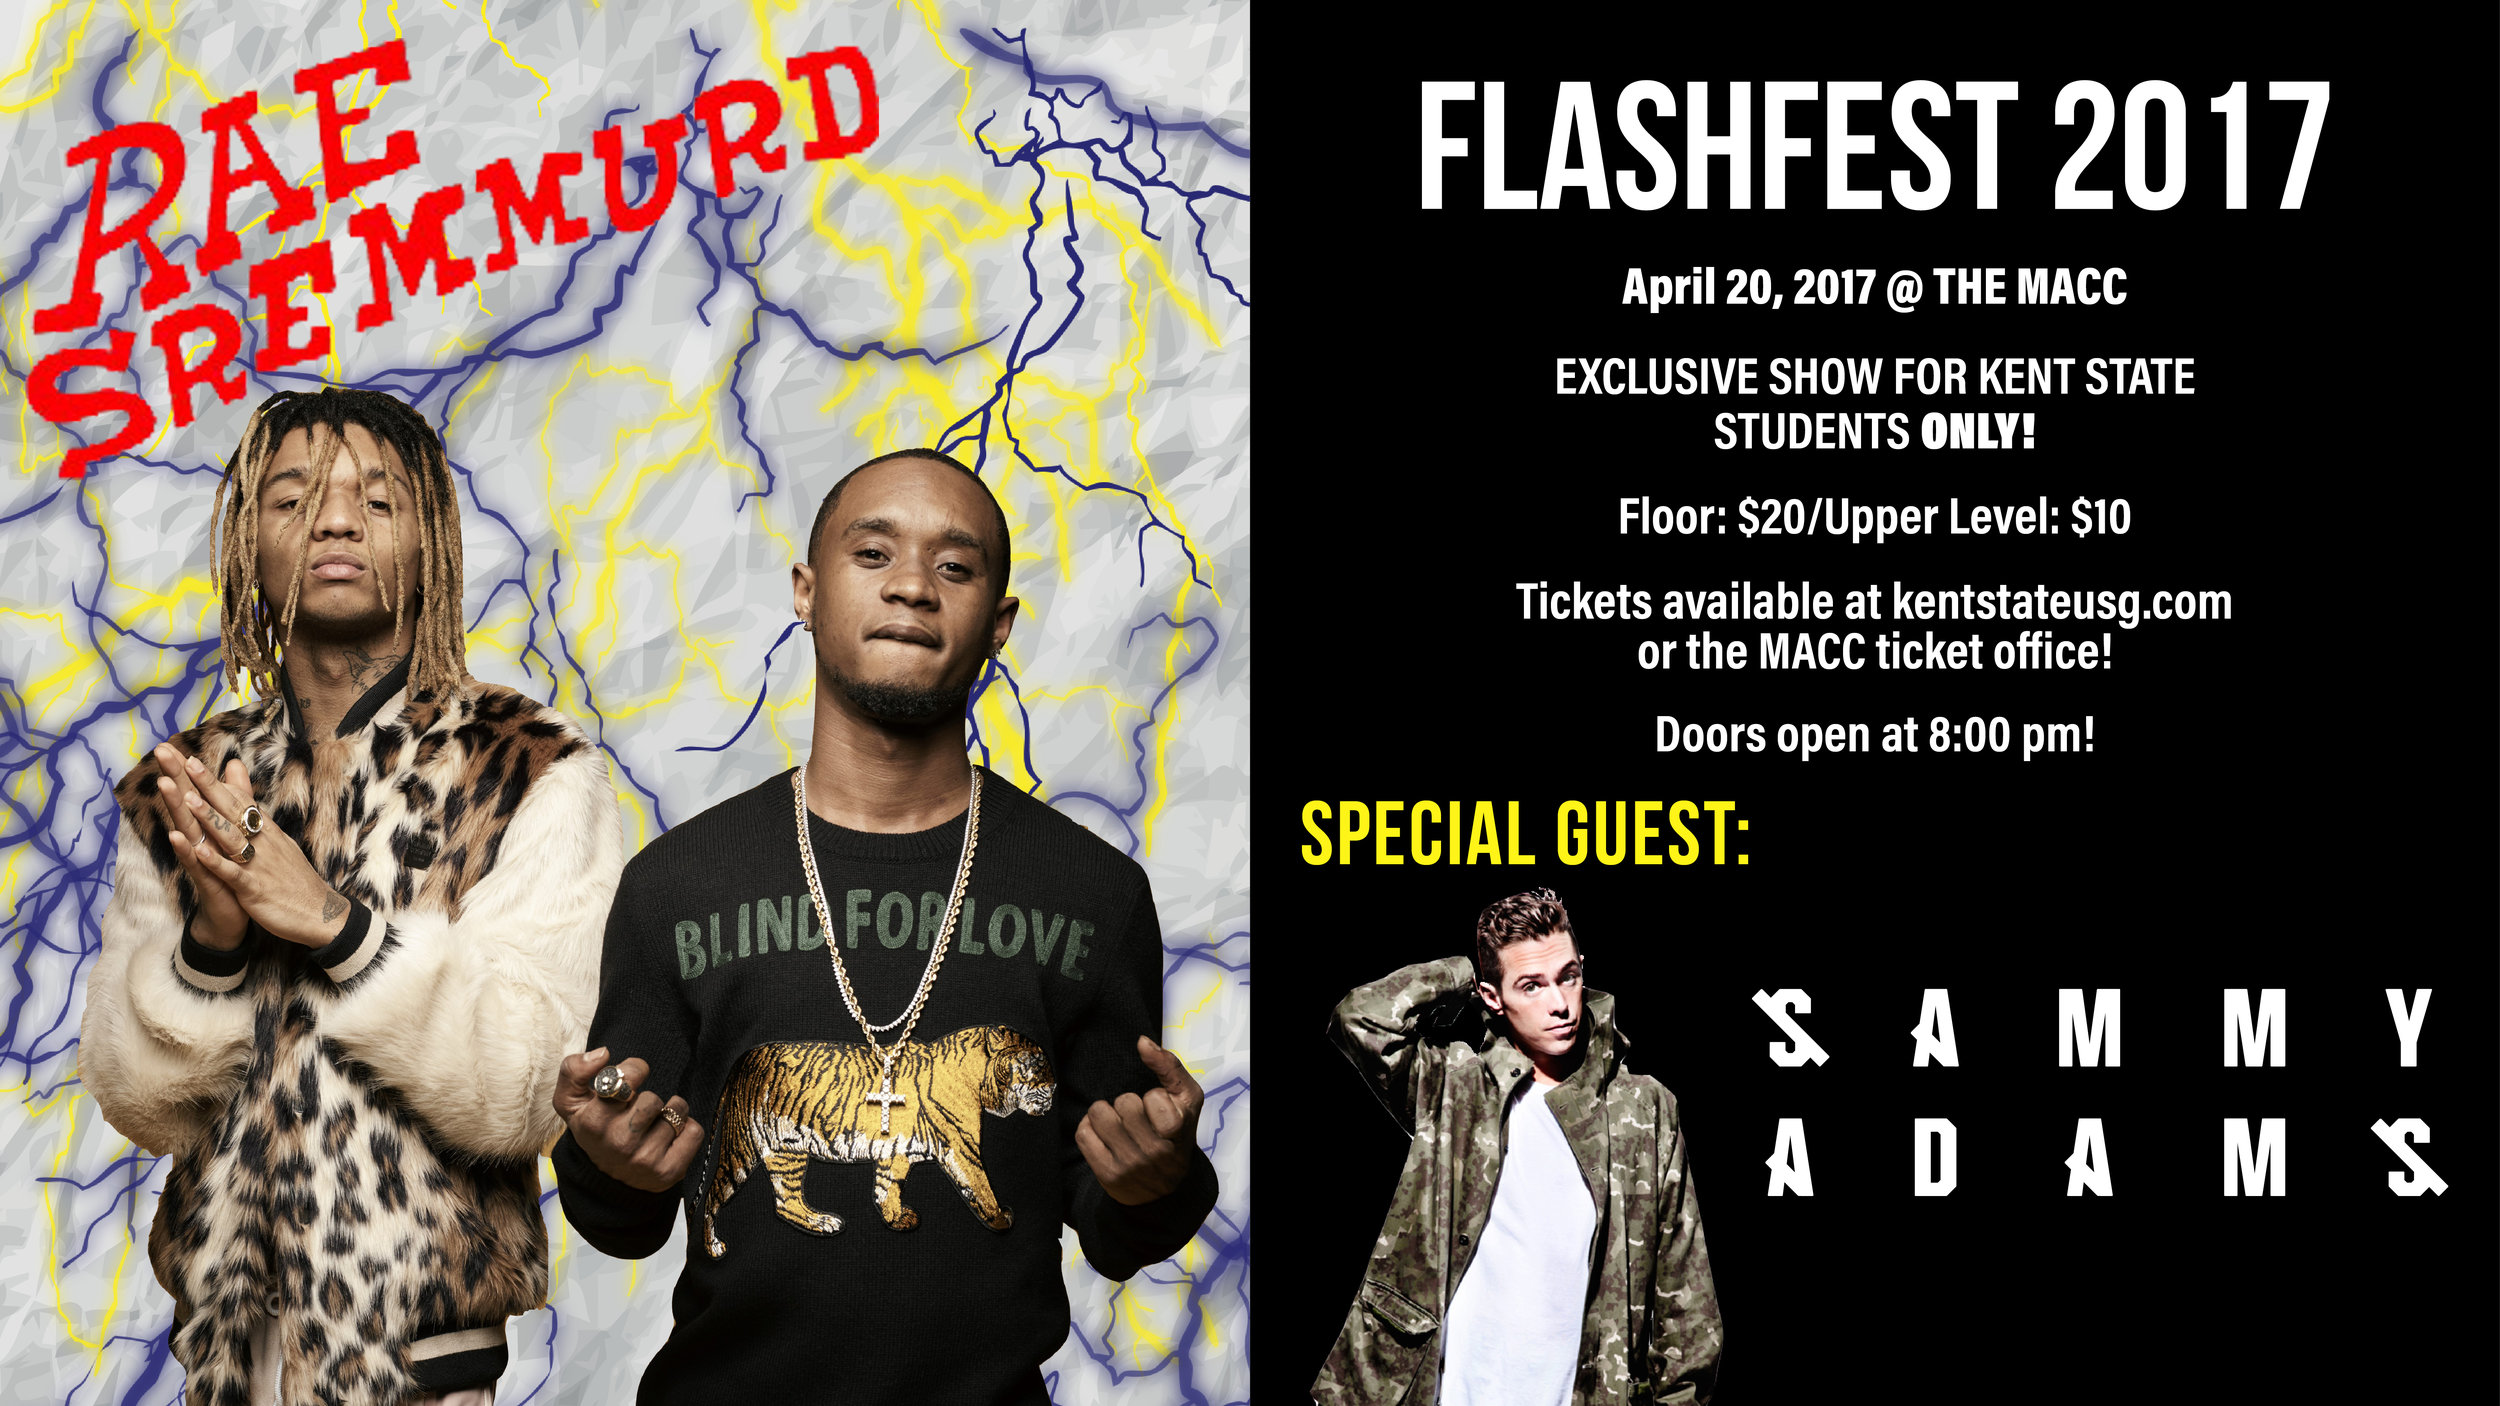 RAE
SREMMURD
BLIND FOR LOVE
FLASHFEST 2017
April 20, 2017 @ THE MACC
EXCLUSIVE SHOW FOR KENT STATE
STUDENTS ONLY!
Floor: $20/Upper Level: $10
Tickets available at kentstateusg.com
or the MACC ticket office!
Doors open at 8:00 pm!
SPECIAL GUEST:
SAMMY
ADAMS